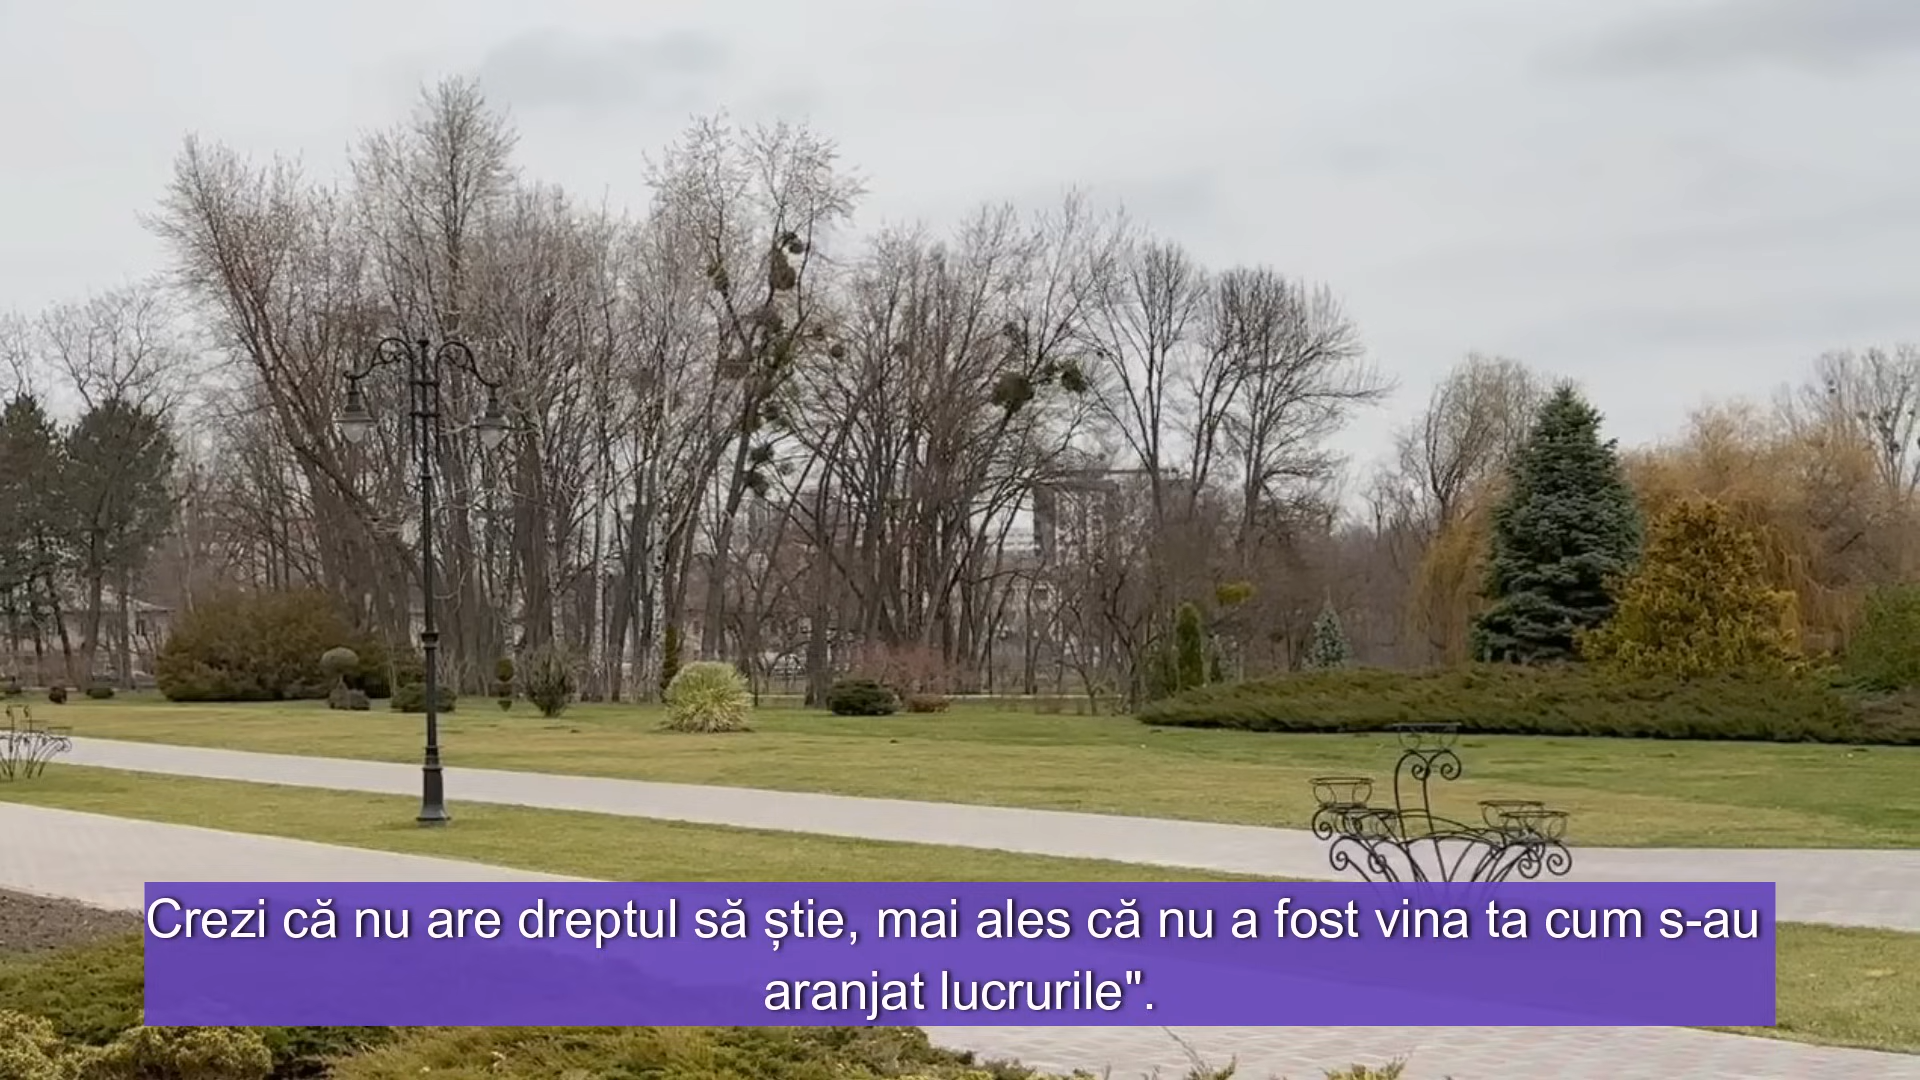 Crezi că nu are dreptul să știe, mai ales că nu a fost vina ta cum s-au
aranjat lucrurile".